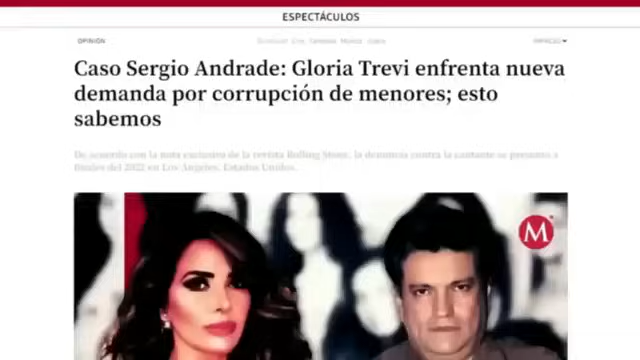 ESPECTÁCULOS
OPINIÓN
IMPRESO
Caso Sergio Andrade: Gloria Trevi enfrenta nueva
demanda por corrupción de menores; esto
sabemos
De acuerdo con la nota exclusiva de la revista Rolling Stone, la denuncia contra la cantante se presentó a
finales del 2022 en Los Ángeles, Estados Unidos.
M